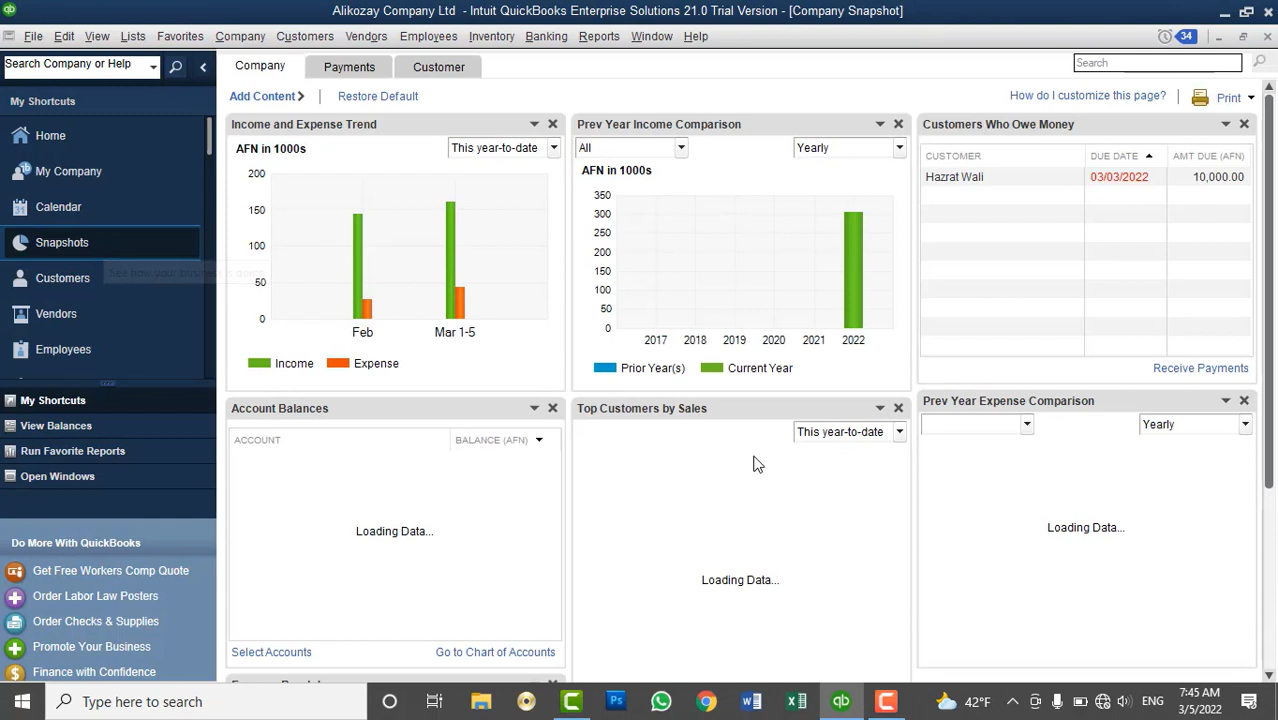 Alikozay Company Ltd - Intuit QuickBooks Enterprise Solutions 21.0 Trial Version - [Company Snapshot]
File Edit View Lists Favorites Company Customers Vendors Employees Inventory Banking Reports Window Help 34
Search Company or Help
My Shortcuts
Home
My Company
Calendar
Snapshots
Customers
Vendors
Employees
See how your business is doing
My Shortcuts
View Balances
Run Favorite Reports
Open Windows
Do More With QuickBooks
Get Free Workers Comp Quote
Order Labor Law Posters
Order Checks & Supplies
Promote Your Business
Finance with Confidence
Company Payments Customer
Search
Add Content Restore Default
How do I customize this page? Print
Income and Expense Trend
AFN in 1000s This year-to-date
200
150
100
50
0
Feb Mar 1-5
Income Expense
Prev Year Income Comparison
All Yearly
AFN in 1000s
350
300
250
200
150
100
50
0
2017 2018 2019 2020 2021 2022
Prior Year(s) Current Year
Customers Who Owe Money
CUSTOMER DUE DATE AMT DUE (AFN)
Hazrat Wali 03/03/2022 10,000.00
Receive Payments
Account Balances
ACCOUNT BALANCE (AFN)
Loading Data...
Select Accounts Go to Chart of Accounts
Top Customers by Sales
This year-to-date
Loading Data...
Prev Year Expense Comparison
Yearly
Loading Data...
Type here to search
42°F ENG
7:45 AM
3/5/2022